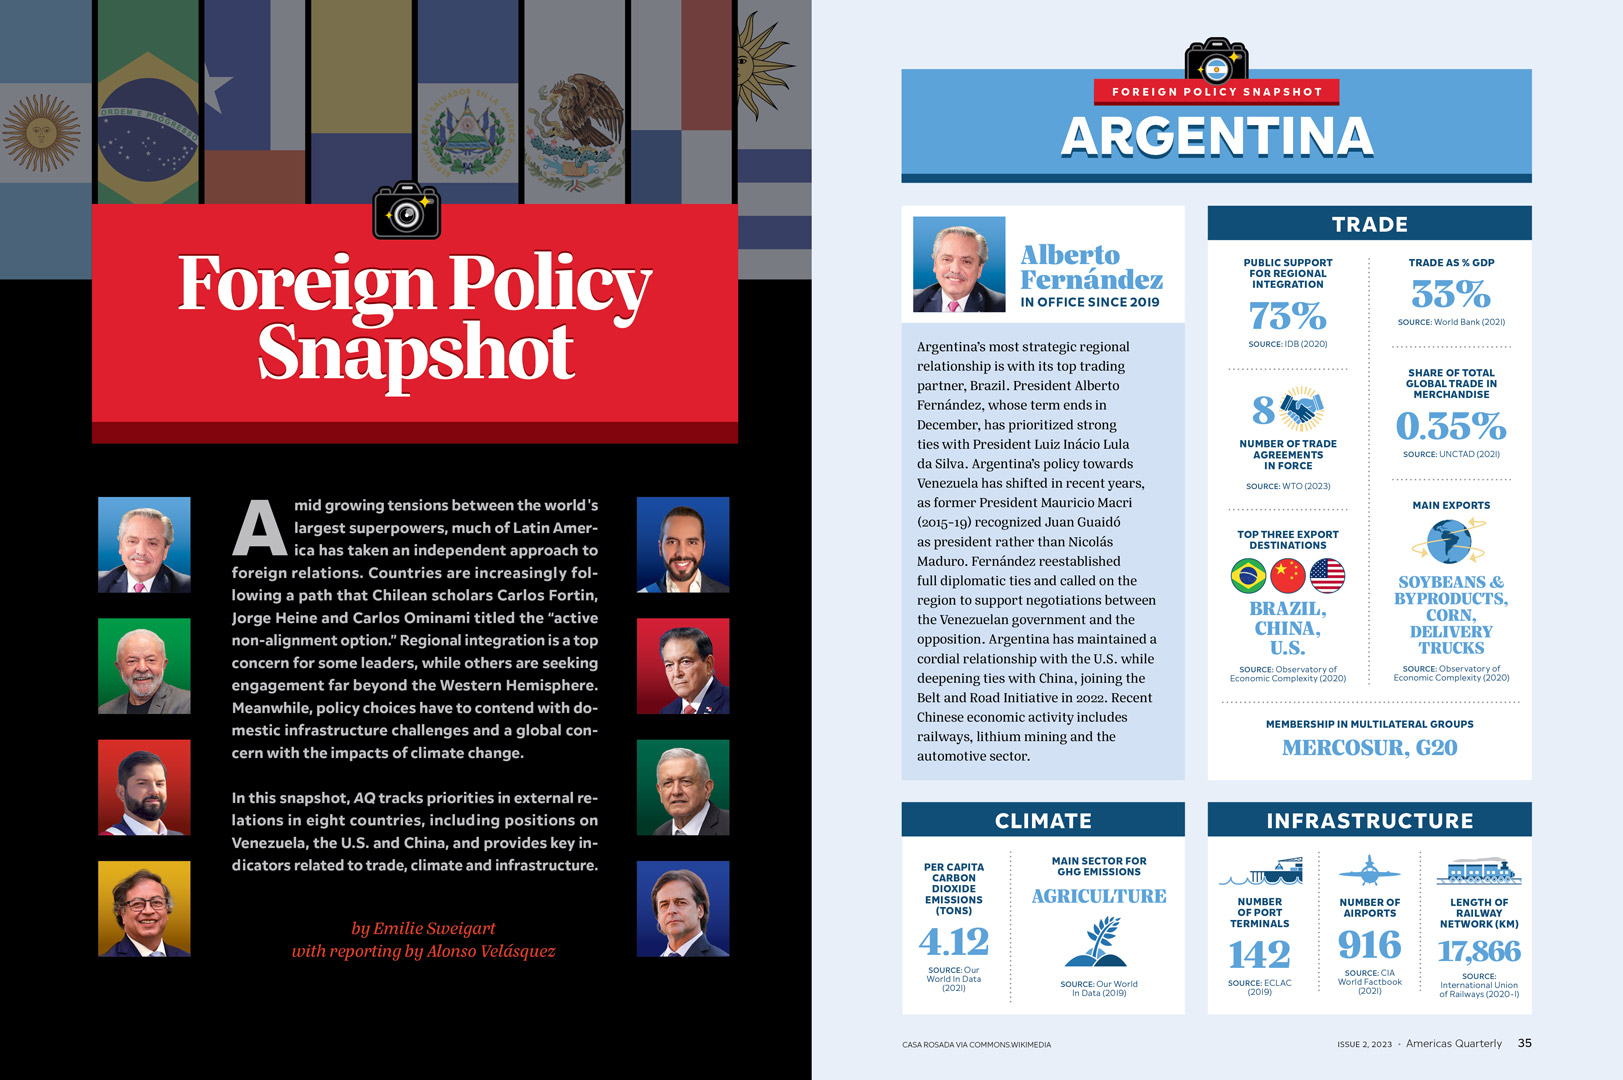 ORDEM E PROGRESSO
Foreign Policy
Snapshot
Amid growing tensions between the world's
largest superpowers, much of Latin Amer-
ica has taken an independent approach to
foreign relations. Countries are increasingly fol-
lowing a path that Chilean scholars Carlos Fortin,
Jorge Heine and Carlos Ominami titled the “active
non-alignment option.” Regional integration is a top
concern for some leaders, while others are seeking
engagement far beyond the Western Hemisphere.
Meanwhile, policy choices have to contend with do-
mestic infrastructure challenges and a global con-
cern with the impacts of climate change.
In this snapshot, AQ tracks priorities in external re-
lations in eight countries, including positions on
Venezuela, the U.S. and China, and provides key in-
dicators related to trade, climate and infrastructure.
by Emilie Sweigart
with reporting by Alonso Velásquez
FOREIGN POLICY SNAPSHOT
ARGENTINA
Alberto
Fernández
IN OFFICE SINCE 2019
Argentina’s most strategic regional
relationship is with its top trading
partner, Brazil. President Alberto
Fernández, whose term ends in
December, has prioritized strong
ties with President Luiz Inácio Lula
da Silva. Argentina’s policy towards
Venezuela has shifted in recent years,
as former President Mauricio Macri
(2015-19) recognized Juan Guaidó
as president rather than Nicolás
Maduro. Fernández reestablished
full diplomatic ties and called on the
region to support negotiations between
the Venezuelan government and the
opposition. Argentina has maintained a
cordial relationship with the U.S. while
deepening ties with China, joining the
Belt and Road Initiative in 2022. Recent
Chinese economic activity includes
railways, lithium mining and the
automotive sector.
TRADE
PUBLIC SUPPORT
FOR REGIONAL
INTEGRATION
73%
SOURCE: IDB (2020)
8
NUMBER OF TRADE
AGREEMENTS
IN FORCE
SOURCE: WTO (2023)
TOP THREE EXPORT
DESTINATIONS
BRAZIL,
CHINA,
U.S.
SOURCE: Observatory of
Economic Complexity (2020)
TRADE AS % GDP
33%
SOURCE: World Bank (2021)
SHARE OF TOTAL
GLOBAL TRADE IN
MERCHANDISE
0.35%
SOURCE: UNCTAD (2021)
MAIN EXPORTS
SOYBEANS &
BYPRODUCTS,
CORN,
DELIVERY
TRUCKS
SOURCE: Observatory of
Economic Complexity (2020)
MEMBERSHIP IN MULTILATERAL GROUPS
MERCOSUR, G20
CLIMATE
PER CAPITA
CARBON
DIOXIDE
EMISSIONS
(TONS)
4.12
SOURCE: Our
World In Data
(2021)
MAIN SECTOR FOR
GHG EMISSIONS
AGRICULTURE
SOURCE: Our World
In Data (2019)
INFRASTRUCTURE
NUMBER
OF PORT
TERMINALS
142
SOURCE: ECLAC
(2019)
NUMBER OF
AIRPORTS
916
SOURCE: CIA
World Factbook
(2021)
LENGTH OF
RAILWAY
NETWORK (KM)
17,866
SOURCE:
International Union
of Railways (2020-1)
CASA ROSADA VIA COMMONS.WIKIMEDIA
ISSUE 2, 2023 • Americas Quarterly 35